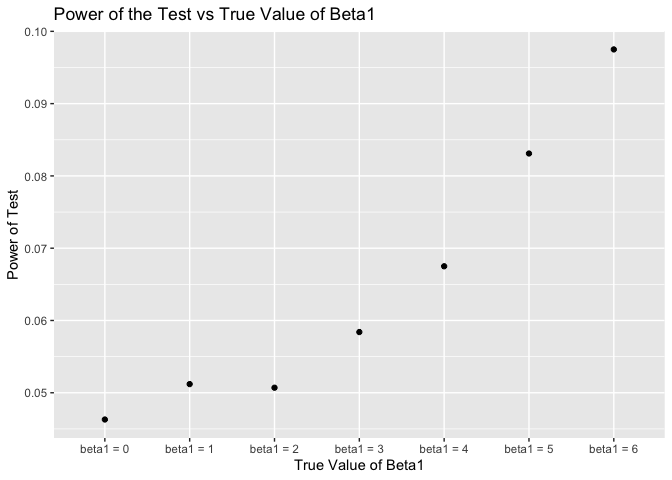 Power of the Test vs True Value of Beta1
Power of Test
0.10
0.09
0.08
0.07
0.06
0.05
beta1 = 0 beta1 = 1 beta1 = 2 beta1 = 3 beta1 = 4 beta1 = 5 beta1 = 6
True Value of Beta1